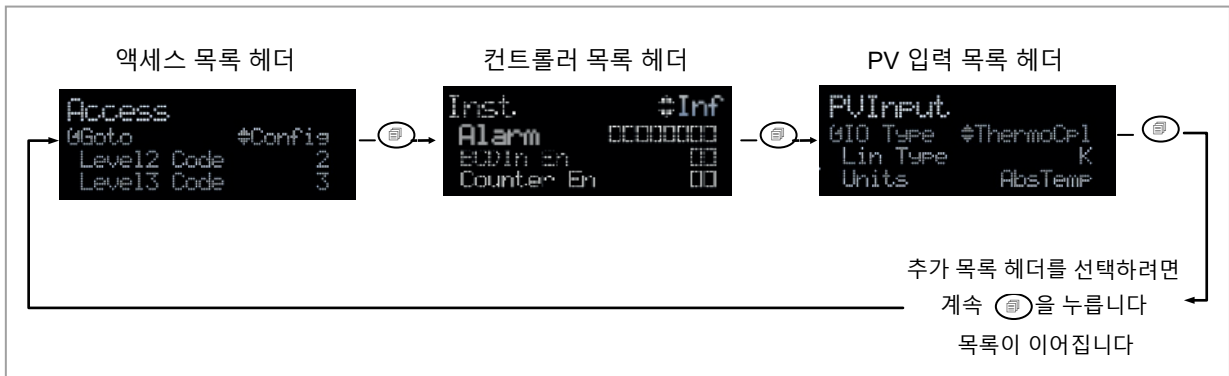 액세스 목록 헤더
컨트롤러 목록 헤더
PV 입력 목록 헤더
Access
Goto Config
Level2 Code 2
Level3 Code 3
Inst Inf
Alarm
BCDIn En
Counter En
PVInput
IO Type ThermoCpl
Lin Type K
Units AbsTemp
추가 목록 헤더를 선택하려면
계속 을 누릅니다
목록이 이어집니다